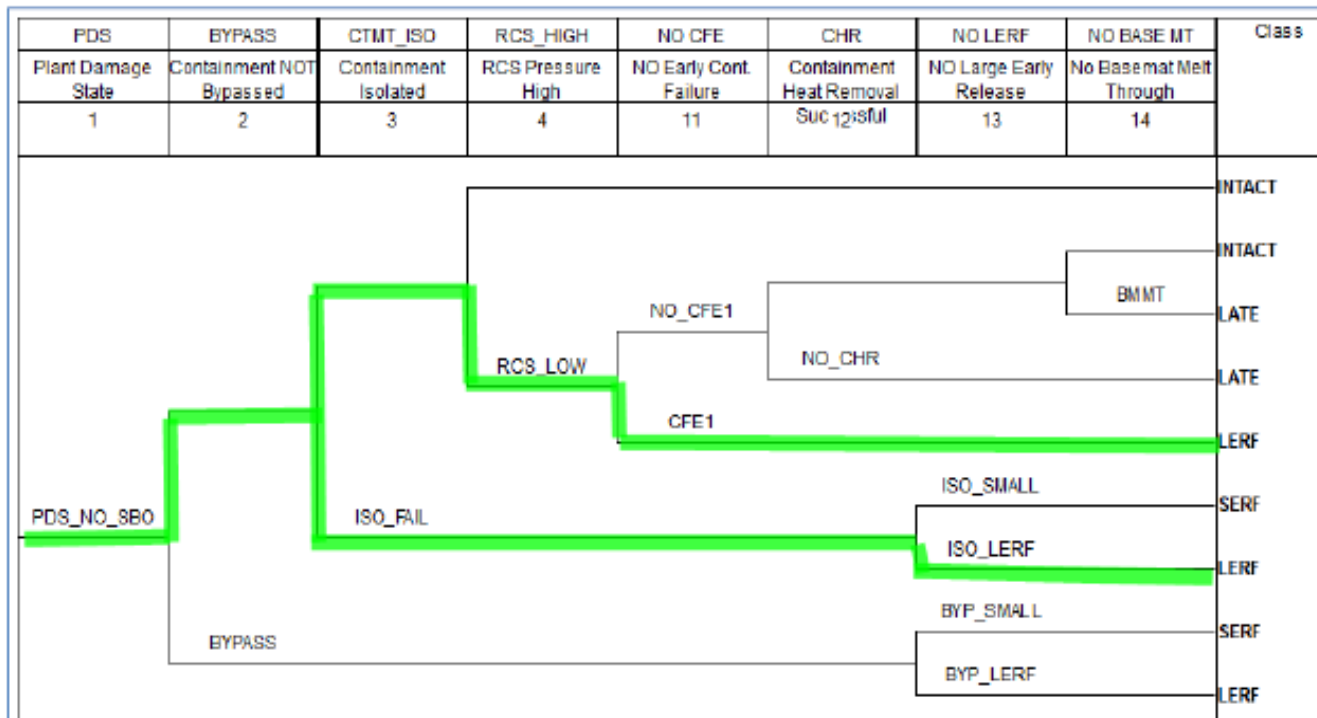 PDS BYPASS CTMT_ISO RCS_HIGH NO CFE CHR NO LERF NO BASE MT Class
Plant Damage Containment NOT Containment RCS Pressure NO Early Cont. Containment NO Large Early No Basemat Melt
State Bypassed Isolated High Failure Heat Removal Release Through
1 2 3 4 11 12 13 14
INTACT
INTACT
BMMT
NO_CFE1
LATE
NO_CHR
RCS_LOW
LATE
CFE1
LERF
ISO_SMALL
SERF
PDS_NO_SBO ISO_FAIL
ISO_LERF
LERF
BYP_SMALL
SERF
BYPASS
BYP_LERF
LERF